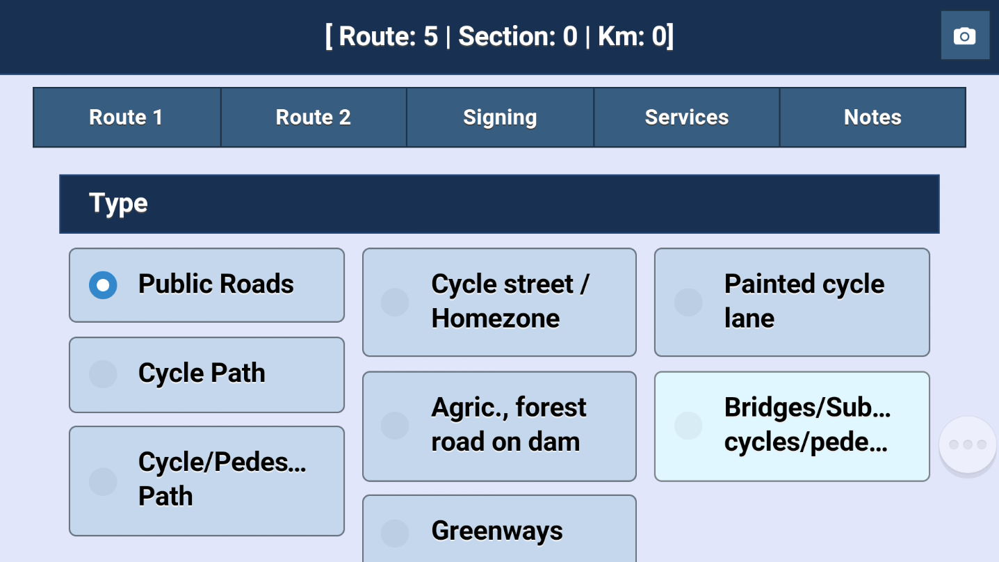 [ Route: 5 | Section: 0 | Km: 0]
Route 1
Route 2
Signing
Services
Notes
Type
Public Roads
Cycle Path
Cycle/Pedes...
Path
Cycle street /
Homezone
Agric., forest
road on dam
Greenways
Painted cycle
lane
Bridges/Sub...
cycles/pede...